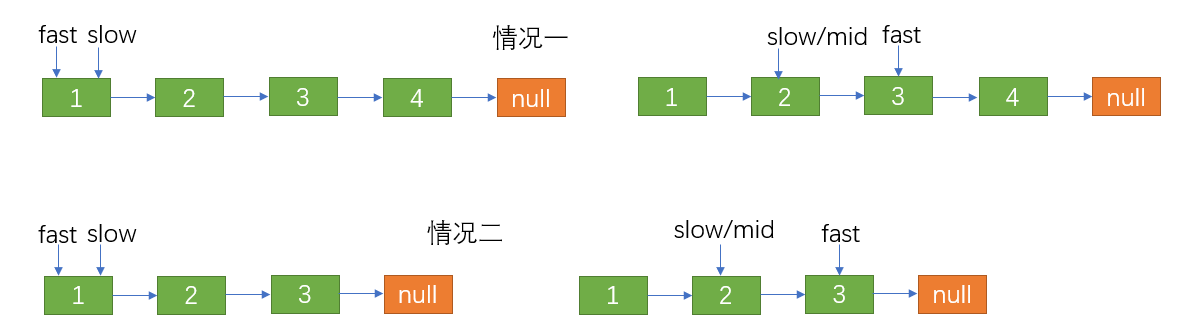 fast slow
情况一
1 2 3 4 null
slow/mid fast
1 2 3 4 null
fast slow
情况二
1 2 3 null
slow/mid fast
1 2 3 null